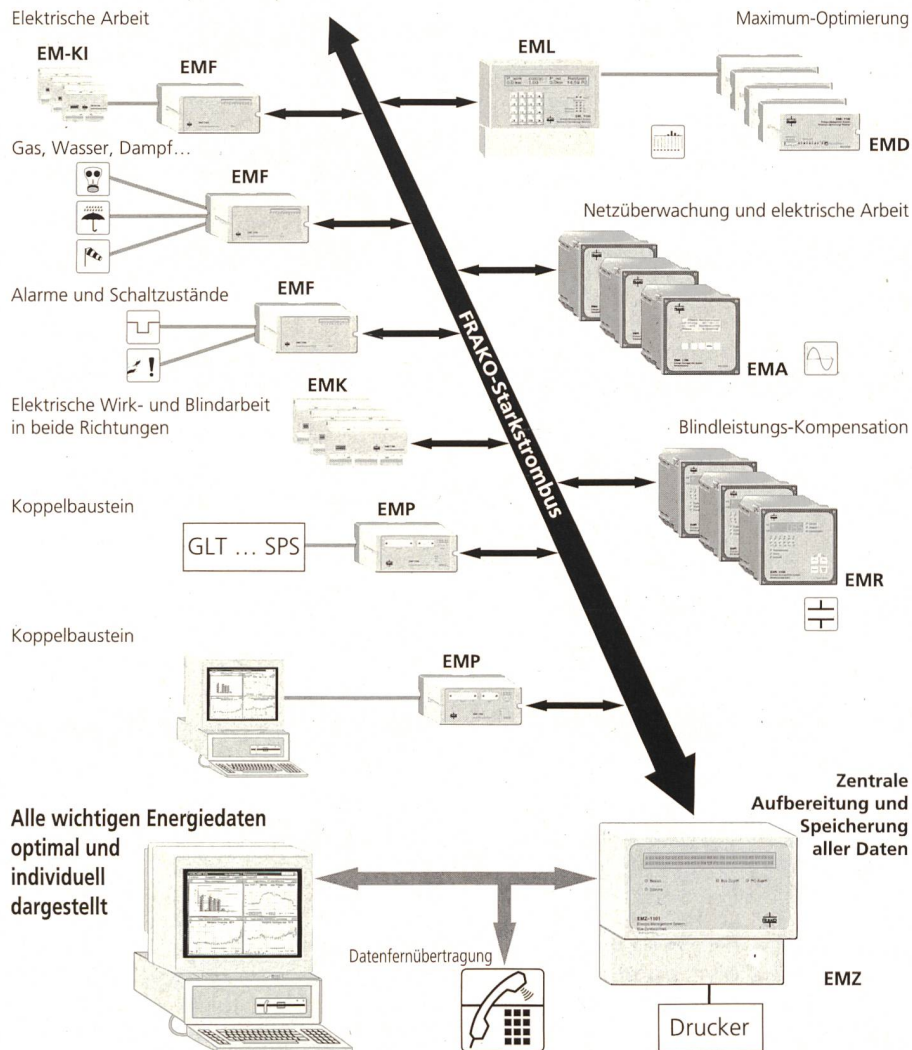 Elektrische Arbeit
Maximum-Optimierung
EM-KI
EMF
EML
EMD
Gas, Wasser, Dampf...
EMF
Netzüberwachung und elektrische Arbeit
Alarme und Schaltzustände
EMF
!
EMA
FRAKO-Starkstrombus
Elektrische Wirk- und Blindarbeit
in beide Richtungen
EMK
Blindleistungs-Kompensation
Koppelbaustein
EMP
GLT ... SPS
EMR
Koppelbaustein
EMP
Zentrale
Aufbereitung und
Speicherung
aller Daten
Alle wichtigen Energiedaten
optimal und
individuell
dargestellt
EMZ-1101
Datenfernübertragung
EMZ
Drucker